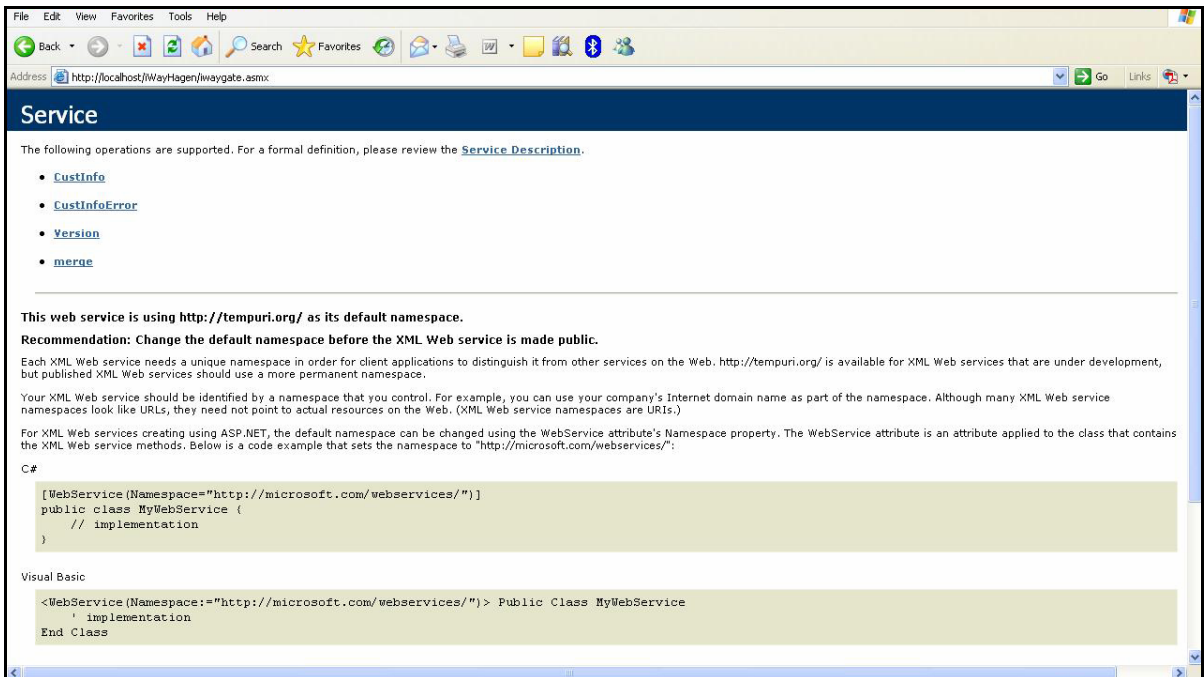 File Edit View Favorites Tools Help
Back Search Favorites
Address http://localhost/iWayHagen/iwaygate.asmx Go Links
Service
The following operations are supported. For a formal definition, please review the Service Description.
• CustInfo
• CustInfoError
• Version
• merge
This web service is using http://tempuri.org/ as its default namespace.
Recommendation: Change the default namespace before the XML Web service is made public.
Each XML Web service needs a unique namespace in order for client applications to distinguish it from other services on the Web. http://tempuri.org/ is available for XML Web services that are under development,
but published XML Web services should use a more permanent namespace.
Your XML Web service should be identified by a namespace that you control. For example, you can use your company's Internet domain name as part of the namespace. Although many XML Web service
namespaces look like URLs, they need not point to actual resources on the Web. (XML Web service namespaces are URIs.)
For XML Web services creating using ASP.NET, the default namespace can be changed using the WebService attribute's Namespace property. The WebService attribute is an attribute applied to the class that contains
the XML Web service methods. Below is a code example that sets the namespace to "http://microsoft.com/webservices/":
C#
[WebService(Namespace="http://microsoft.com/webservices/")]
public class MyWebService {
// implementation
}
Visual Basic
<WebService(Namespace:="http://microsoft.com/webservices/")> Public Class MyWebService
' implementation
End Class